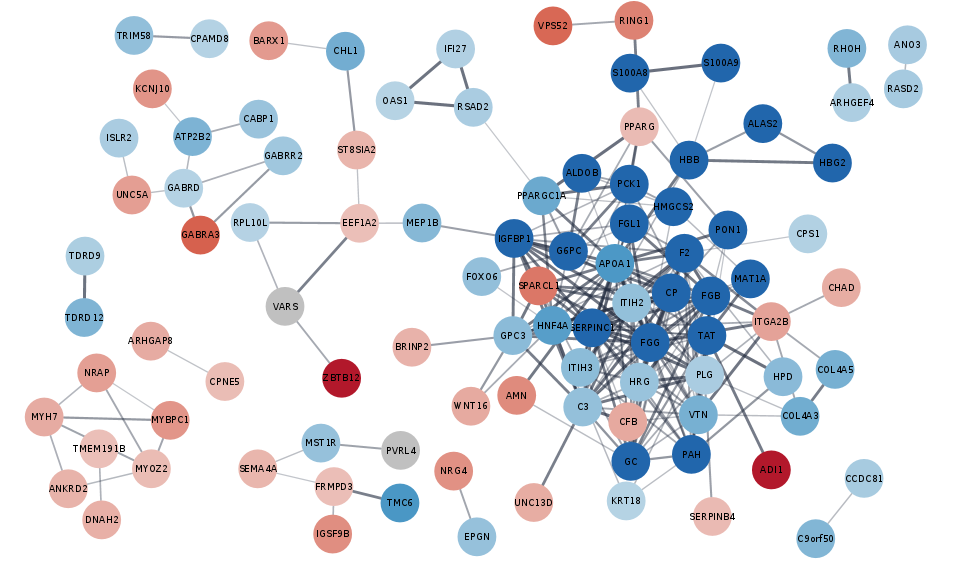 VPS52
RING1
TRIM58
CPAMD8
BARX1
CHL1
IFI27
S100A8
S100A9
RHOH
ANO3
KCNJ10
OAS1
RSAD2
ARHGEF4
RASD2
CABP1
ISLR2
ATP2B2
GABRR2
ST8SIA2
PPARG
ALAS2
HBB
HBG2
UNC5A
GABRD
PPARGC1A
ALDOB
PCK1
HMGCS2
GABRA3
RPL10L
EEF1A2
MEP1B
IGFBP1
FGL1
PON1
CPS1
TDRD9
G6PC
APOA1
F2
FOXO6
SPARCL1
ITIH2
CP
FGB
MAT1A
CHAD
TDRD12
VARS
GPC3
HNF4A
SERPINC1
FGG
TAT
ITGA2B
ARHGAP8
BRINP2
CPNE5
ZBTB12
ITIH3
HRG
PLG
HPD
COL4A5
NRAP
MYH7
MYBPC1
WNT16
AMN
C3
CFB
VTN
COL4A3
TMEM191B
MYOZ2
ANKRD2
DNAH2
MST1R
PVRL4
SEMA4A
FRMPD3
TMC6
IGSF9B
NRG4
EPGN
GC
PAH
ADI1
UNC13D
KRT18
SERPINB4
CCDC81
C9orf50